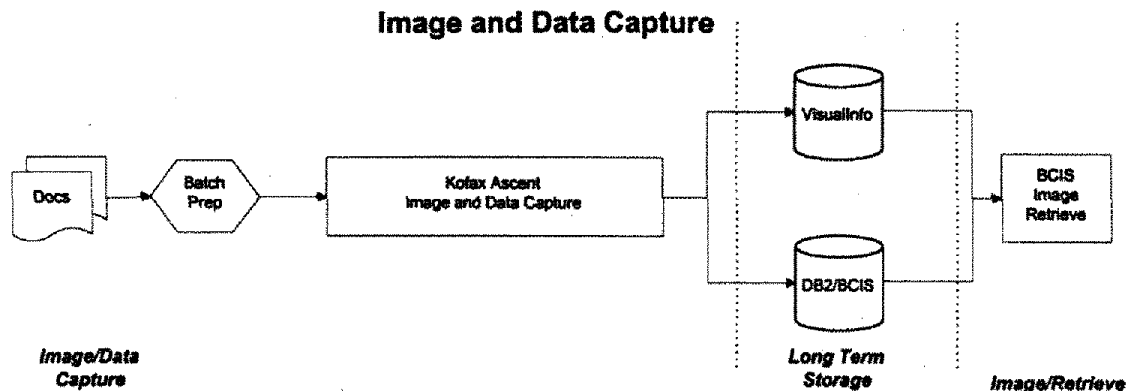 Image and Data Capture
Docs
Batch
Prep
Kofax Ascent
Image and Data Capture
VisualInfo
DB2/BCIS
BCIS
Image
Retrieve
Image/Data
Capture
Long Term
Storage
Image/Retrieve